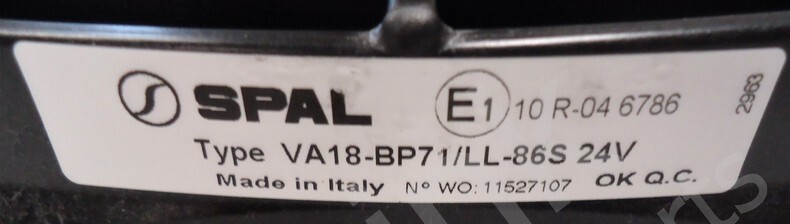 SPAL E1 10 R-04 6786
Type VA18-BP71/LL-86S 24V
Made in Italy N° WO: 11527107 OK Q.C.
2963